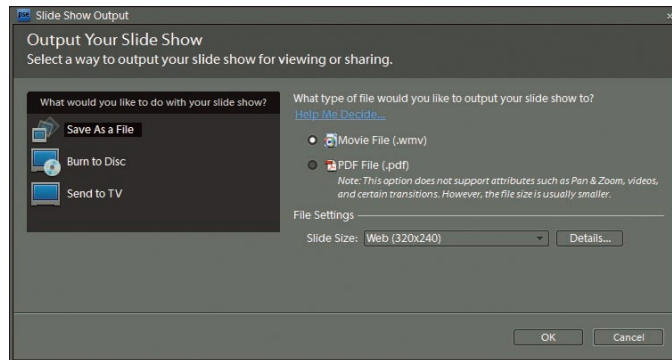 pse Slide Show Output
Output Your Slide Show
Select a way to output your slide show for viewing or sharing.
What would you like to do with your slide show?
Save As a File
Burn to Disc
Send to TV
What type of file would you like to output your slide show to?
Help Me Decide...
Movie File (.wmv)
PDF File (.pdf)
Note: This option does not support attributes such as Pan & Zoom, videos,
and certain transitions. However, the file size is usually smaller.
File Settings
Slide Size: Web (320x240) Details...
OK Cancel